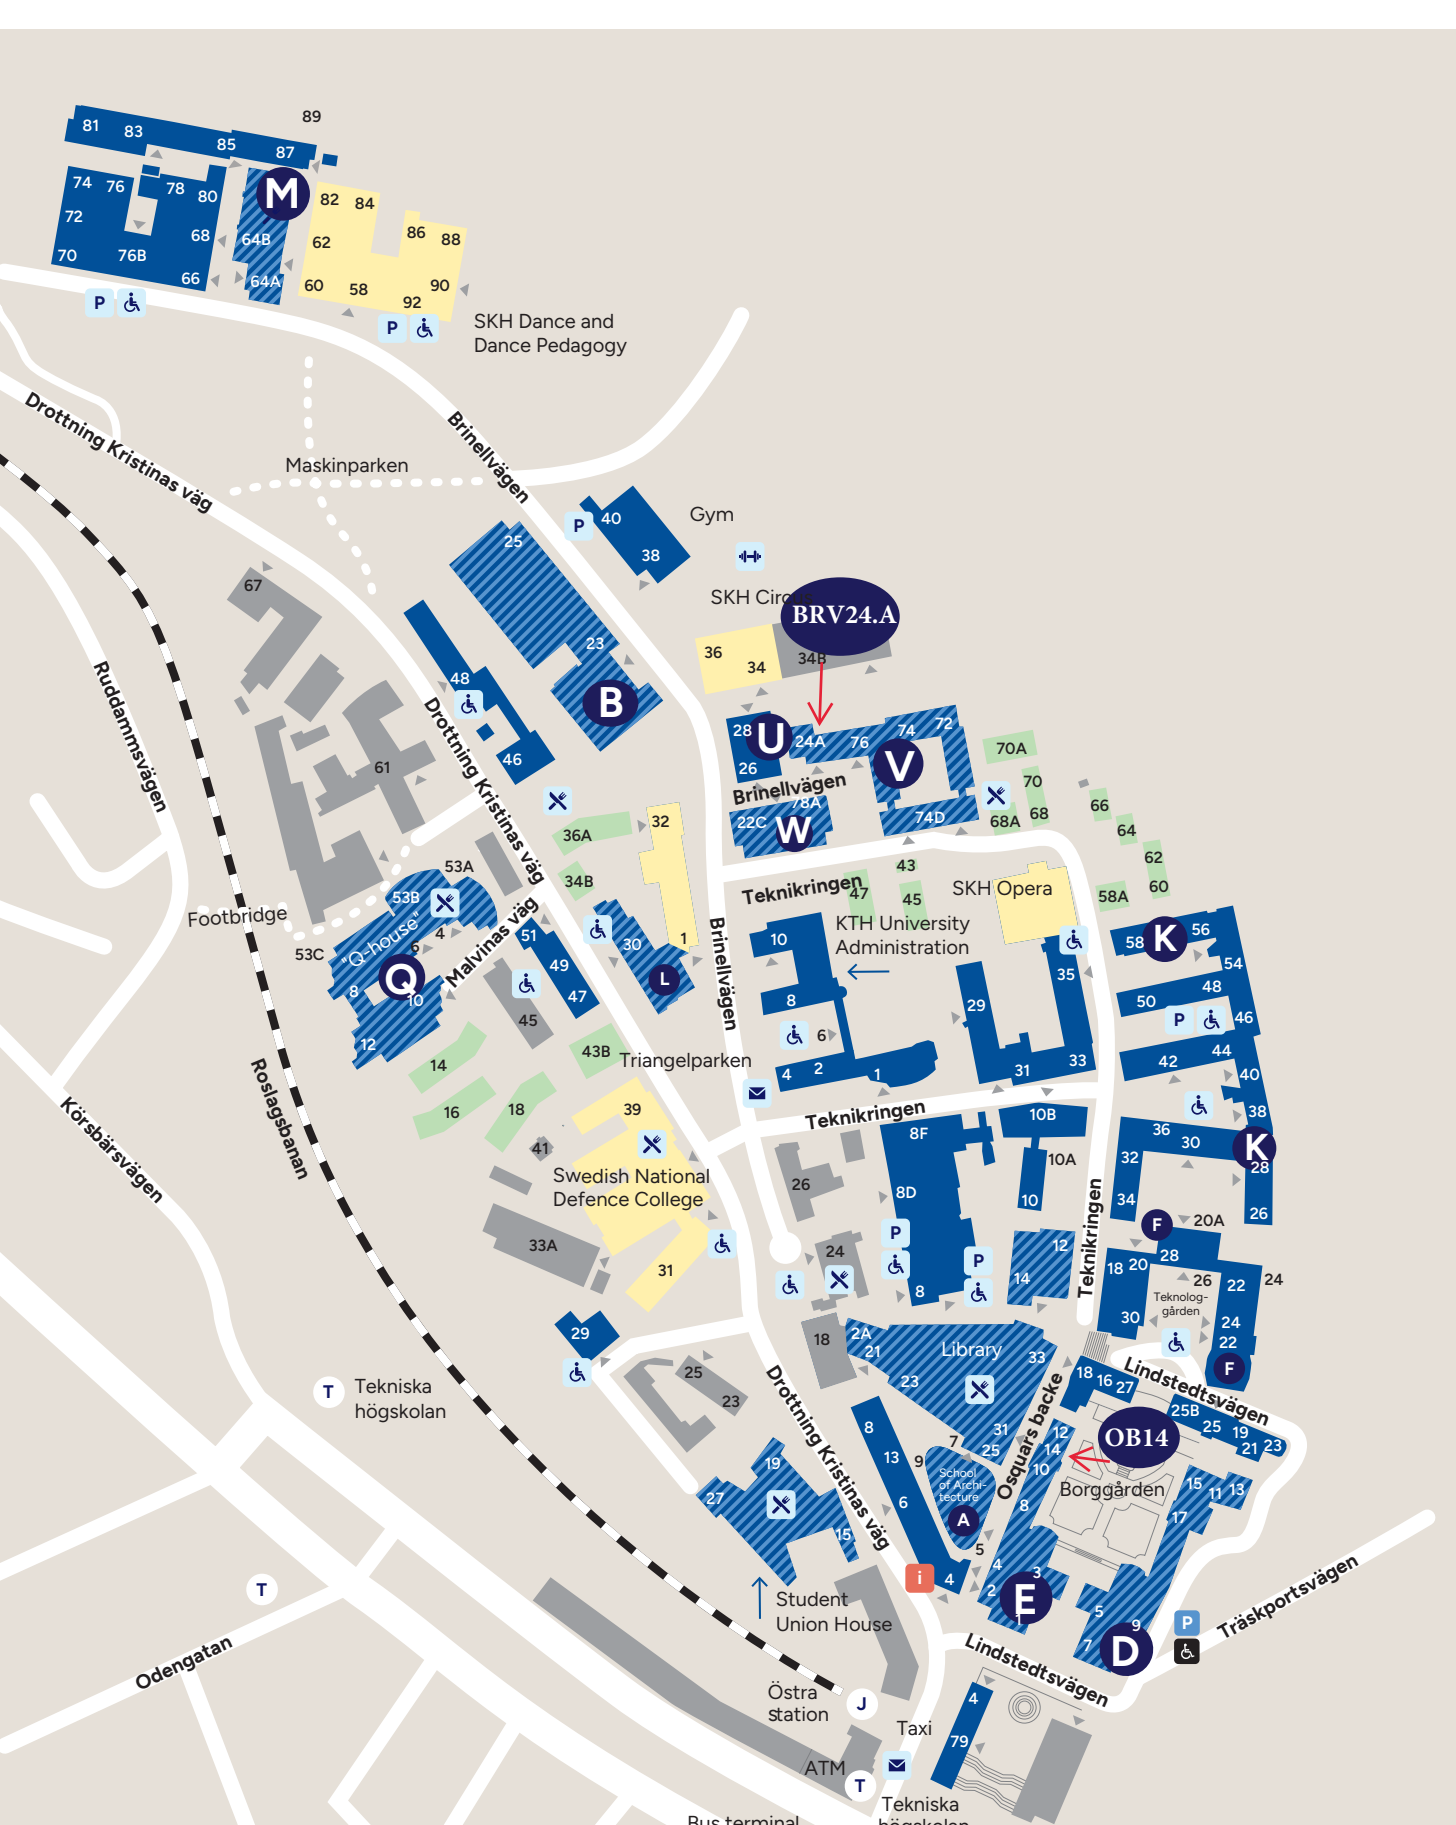 89
81
83
85
87
M
74
76
78
80
82
84
72
68
64B
62
86
88
70
76B
66
64A
60
58
92
90
P
P
SKH Dance and
Dance Pedagogy
Drottning Kristinas väg
Brinellvägen
Maskinparken
25
P
40
38
Gym
67
SKH Circus
BRV24.A
23
36
34
34B
48
B
Ruddammsvägen
Drottning Kristinas väg
28
U
24A
76
74
72
26
V
70A
61
46
Brinellvägen
70
78A
22C
W
74D
68A
68
66
64
36A
32
62
60
53A
34B
43
Teknikringen
47
45
SKH Opera
58A
53B
Footbridge
"Q-house"
4
6
Malvinas väg
51
30
1
10
KTH University
Administration
58
K
56
53C
Q
8
10
49
47
L
Brinellvägen
8
35
54
48
50
P
46
45
12
6
29
43B
Triangelparken
4
2
1
31
33
42
44
40
14
16
18
39
Teknikringen
10B
38
Roslagsbanan
Körsbärsvägen
41
8F
36
30
K
28
Swedish National
Defence College
26
8D
10A
10
32
34
26
Teknikringen
F
20A
33A
31
24
P
P
12
14
8
18
20
28
26
22
24
Teknolog-
gården
30
24
22
29
18
2A
21
Library
33
F
25
23
23
Lindstedtsvägen
18
16
27
T
Tekniska
högskolan
Drottning Kristinas väg
Osquars backe
25B
25
19
21
23
8
31
25
12
14
10
OB14
7
13
9
School
of Archi-
tecture
A
Borggården
19
27
15
6
8
15
11
13
17
5
4
3
2
E
1
5
9
7
D
i
4
T
Student
Union House
P
Träskportsvägen
Odengatan
Lindstedtsvägen
Östra
station
J
4
Taxi
79
ATM
T
Tekniska
högskolan
Bus terminal